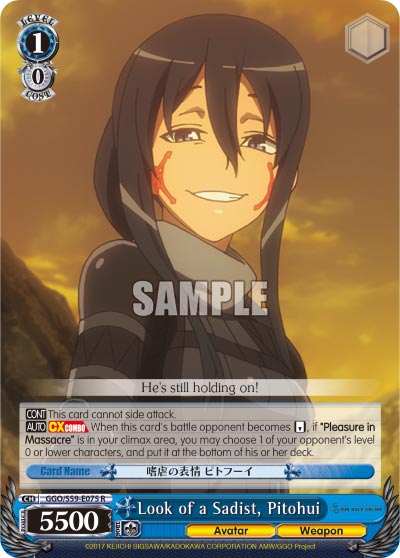 LEVEL
1
0
COST
SAMPLE
He's still holding on!
CONT This card cannot side attack.
AUTO CXCOMBO When this card's battle opponent becomes [ ], if "Pleasure in
Massacre" is in your climax area, you may choose 1 of your opponent's level
0 or lower characters, and put it at the bottom of his or her deck.
Card Name 嗜虐の表情 ピトフーイ
CH GGO/S59-E075 R
Look of a Sadist, Pitohui
POWER 5500 SOUL
Avatar Weapon
©2017 KEIICHI SIGSAWA/KADOKAWA CORPORATION AMW/GGO Project